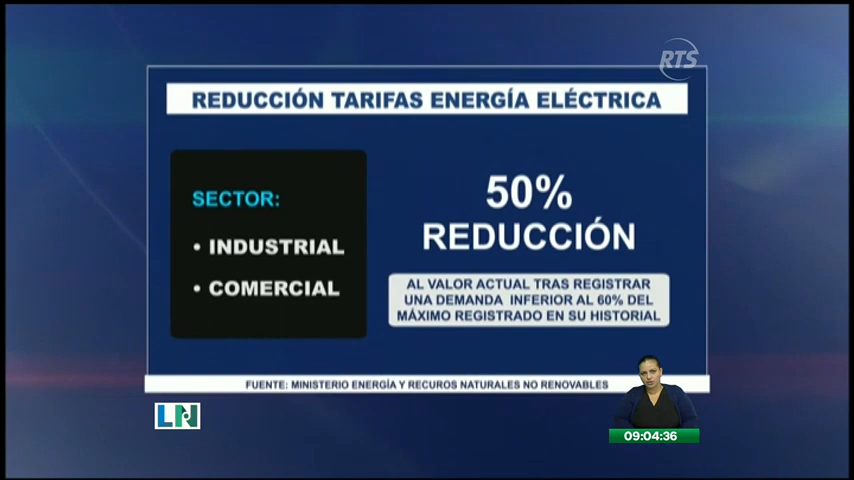 RTS
REDUCCIÓN TARIFAS ENERGÍA ELÉCTRICA
SECTOR:
• INDUSTRIAL
• COMERCIAL
50%
REDUCCIÓN
AL VALOR ACTUAL TRAS REGISTRAR
UNA DEMANDA INFERIOR AL 60% DEL
MÁXIMO REGISTRADO EN SU HISTORIAL
FUENTE: MINISTERIO ENERGÍA Y RECUROS NATURALES NO RENOVABLES
LN
09:04:36